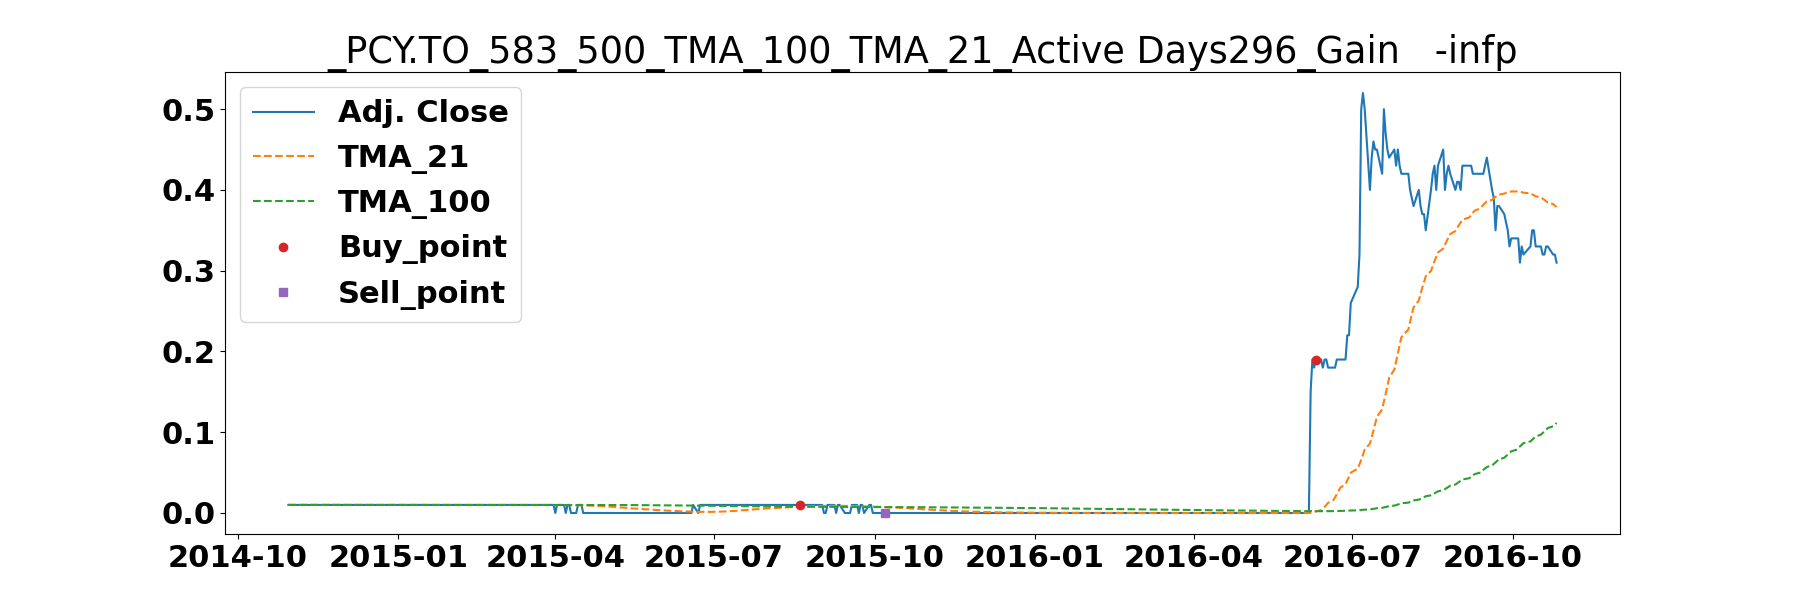 _PCY.TO_583_500_TMA_100_TMA_21_Active Days296_Gain   -infp
Adj. Close
TMA_21
TMA_100
Buy_point
Sell_point
0.5
0.4
0.3
0.2
0.1
0.0
2014-10 2015-01 2015-04 2015-07 2015-10 2016-01 2016-04 2016-07 2016-10